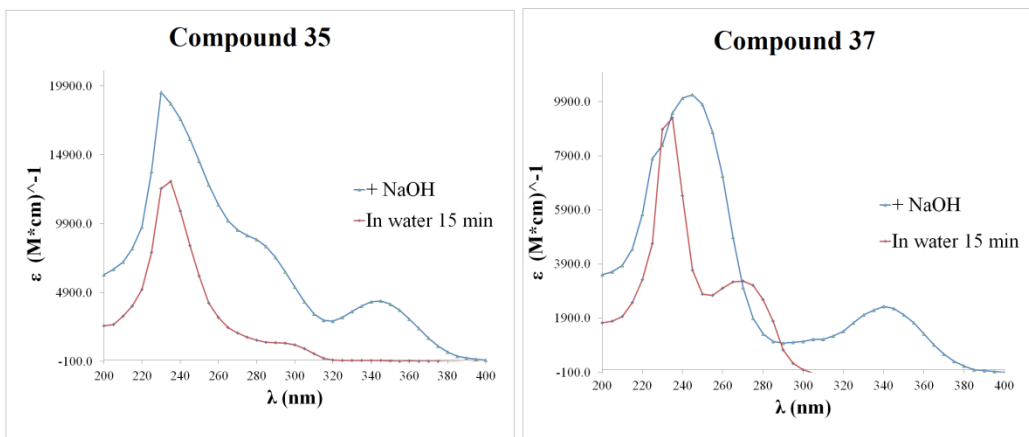 Compound 35
19900.0
14900.0
9900.0
4900.0
-100.0
ε (M*cm)^-1
200 220 240 260 280 300 320 340 360 380 400
λ (nm)
+ NaOH
In water 15 min
Compound 37
9900.0
7900.0
5900.0
3900.0
1900.0
-100.0
ε (M*cm)^-1
200 220 240 260 280 300 320 340 360 380 400
λ (nm)
+ NaOH
In water 15 min